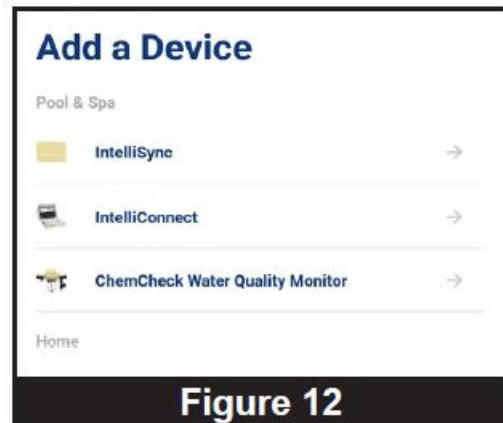 Add a Device
Pool & Spa
IntelliSync
IntelliConnect
ChemCheck Water Quality Monitor
Home
Figure 12